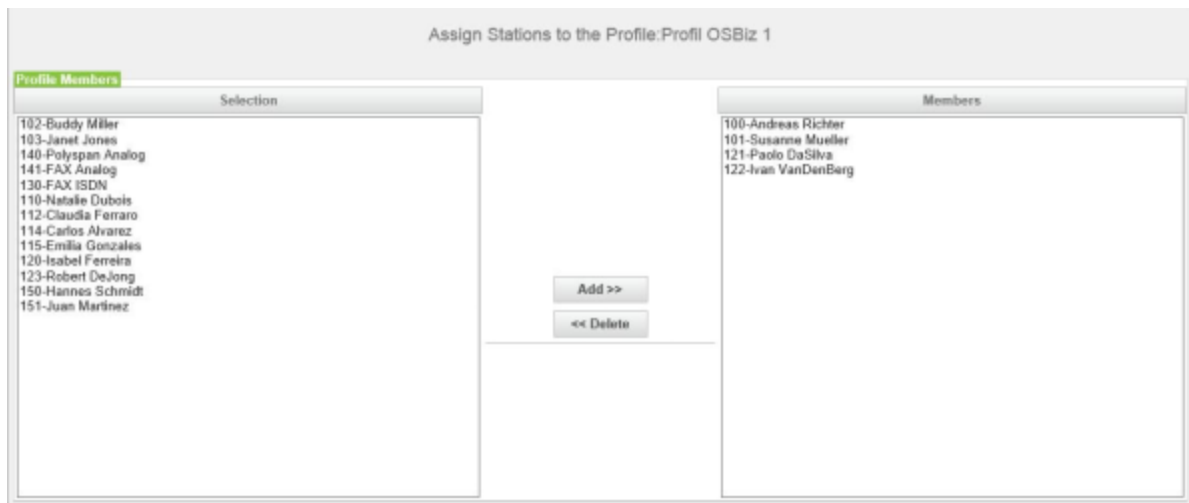 Assign Stations to the Profile:Profil OSBiz 1
Profile Members
Selection
102-Buddy Miller
103-Janet Jones
140-Polyspan Analog
141-FAX Analog
130-FAX ISDN
110-Natalie Dubois
112-Claudia Ferraro
114-Carlos Alvarez
115-Emilia Gonzales
120-Isabel Ferreira
123-Robert DeJong
150-Hannes Schmidt
151-Juan Martinez
Add >>
<< Delete
Members
100-Andreas Richter
101-Susanne Mueller
121-Paolo DaSilva
122-Ivan VanDenBerg